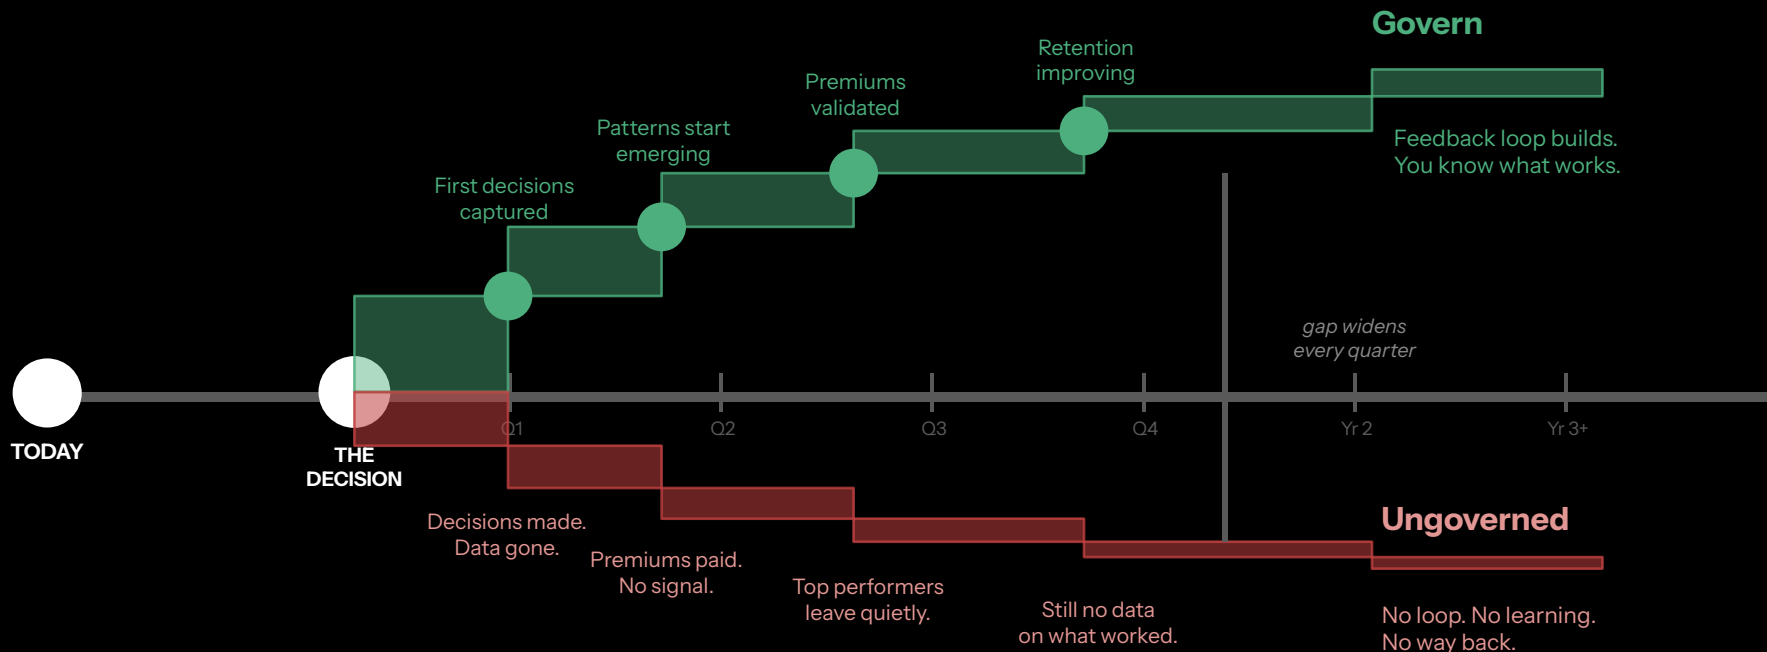 Govern
Retention
improving
Premiums
validated
Patterns start
emerging
First decisions
captured
Feedback loop builds.
You know what works.
gap widens
every quarter
TODAY
THE
DECISION
Q1
Q2
Q3
Q4
Yr 2
Yr 3+
Ungoverned
Decisions made.
Data gone.
Premiums paid.
No signal.
Top performers
leave quietly.
Still no data
on what worked.
No loop. No learning.
No way back.